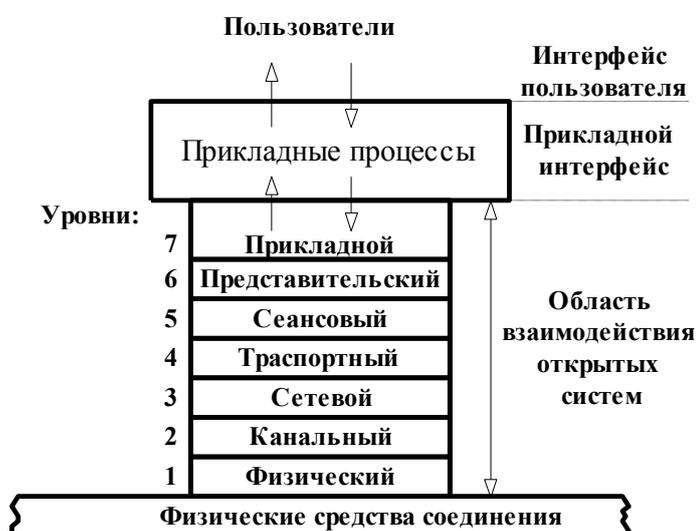 Пользователи
Интерфейс
пользователя
Прикладные процессы
Прикладной
интерфейс
Уровни:
7 Прикладной
6 Представительский
5 Сеансовый
4 Траспортный
3 Сетевой
2 Канальный
1 Физический
Область
взаимодействия
открытых
систем
Физические средства соединения